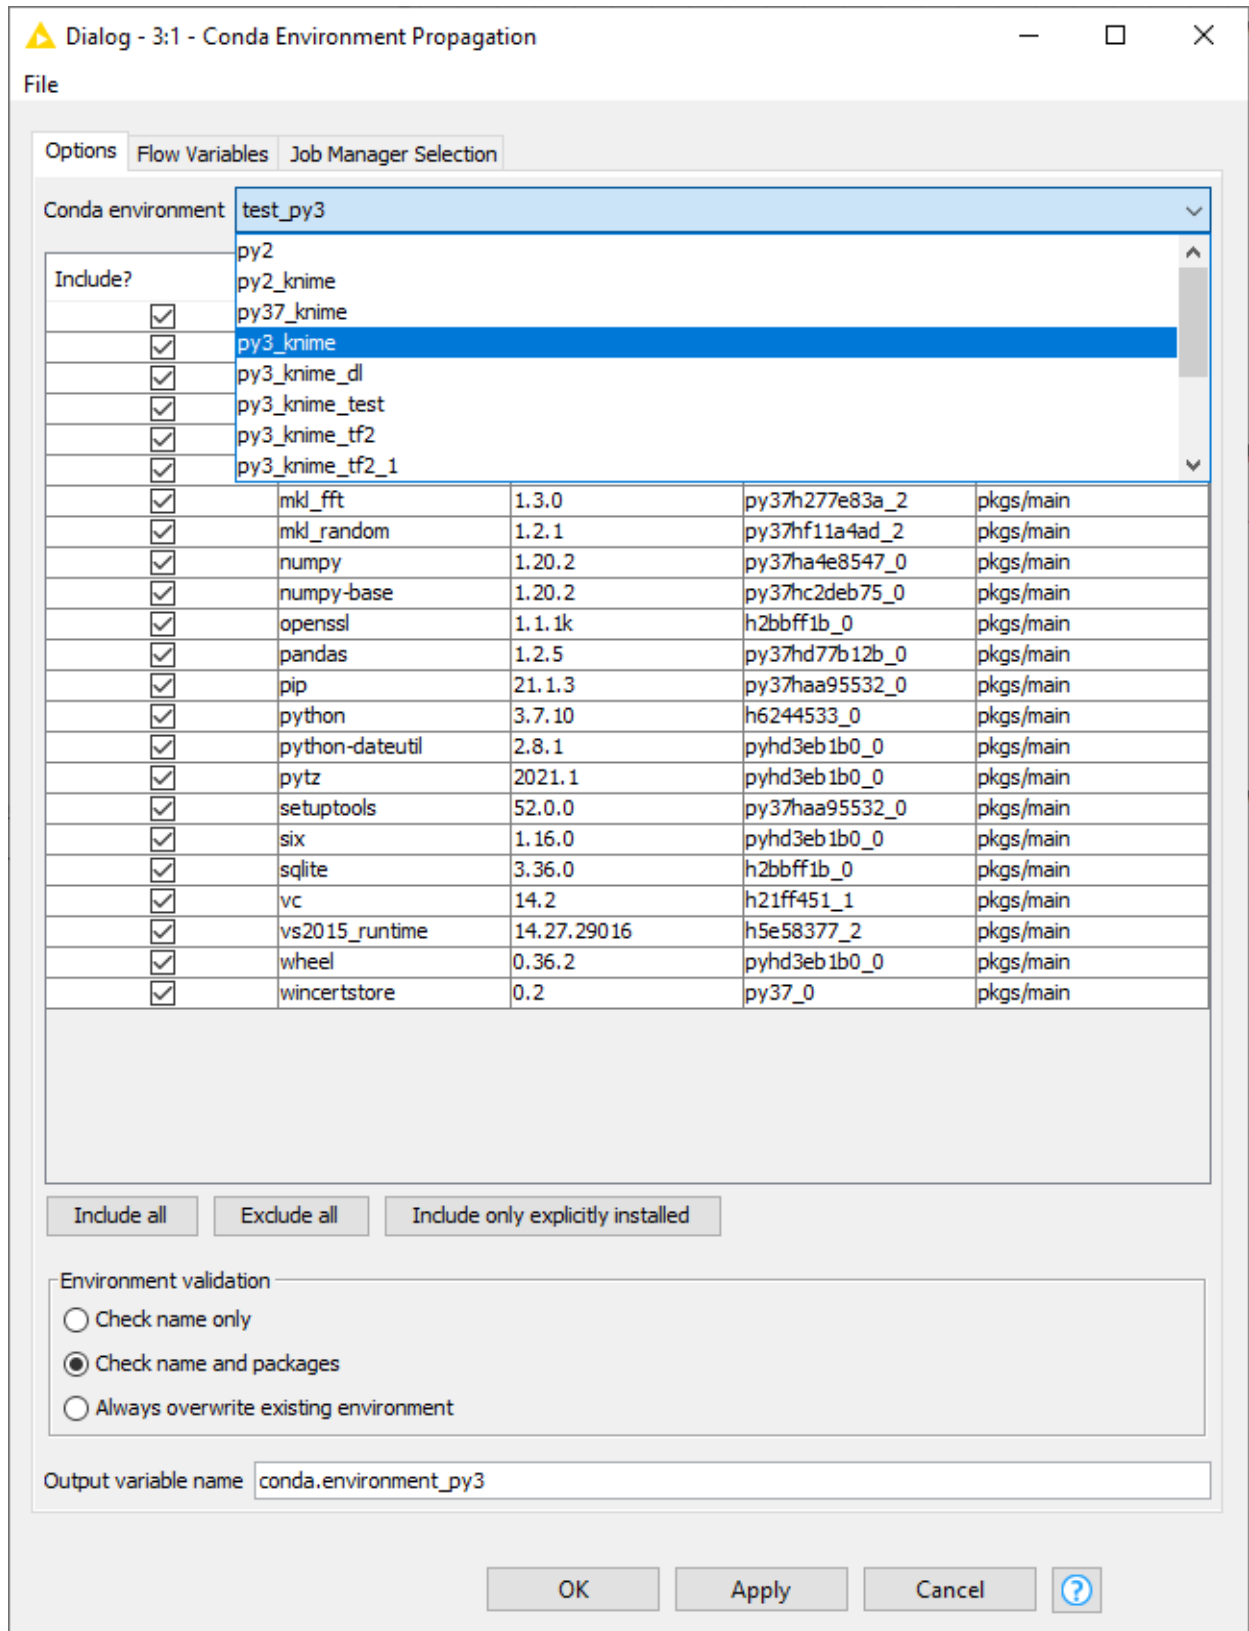 Dialog - 3:1 - Conda Environment Propagation
File
Options Flow Variables Job Manager Selection
Conda environment test_py3
Include?
py2
py2_knime
py37_knime
py3_knime
py3_knime_dl
py3_knime_test
py3_knime_tf2
py3_knime_tf2_1
mkl_fft 1.3.0 py37h277e83a_2 pkgs/main
mkl_random 1.2.1 py37hf11a4ad_2 pkgs/main
numpy 1.20.2 py37ha4e8547_0 pkgs/main
numpy-base 1.20.2 py37hc2deb75_0 pkgs/main
openssl 1.1.1k h2bbff1b_0 pkgs/main
pandas 1.2.5 py37hd77b12b_0 pkgs/main
pip 21.1.3 py37haa95532_0 pkgs/main
python 3.7.10 h6244533_0 pkgs/main
python-dateutil 2.8.1 pyhd3eb1b0_0 pkgs/main
pytz 2021.1 pyhd3eb1b0_0 pkgs/main
setuptools 52.0.0 py37haa95532_0 pkgs/main
six 1.16.0 pyhd3eb1b0_0 pkgs/main
sqlite 3.36.0 h2bbff1b_0 pkgs/main
vc 14.2 h21ff451_1 pkgs/main
vs2015_runtime 14.27.29016 h5e58377_2 pkgs/main
wheel 0.36.2 pyhd3eb1b0_0 pkgs/main
wincertstore 0.2 py37_0 pkgs/main
Include all Exclude all Include only explicitly installed
Environment validation
Check name only
Check name and packages
Always overwrite existing environment
Output variable name conda.environment_py3
OK Apply Cancel ?